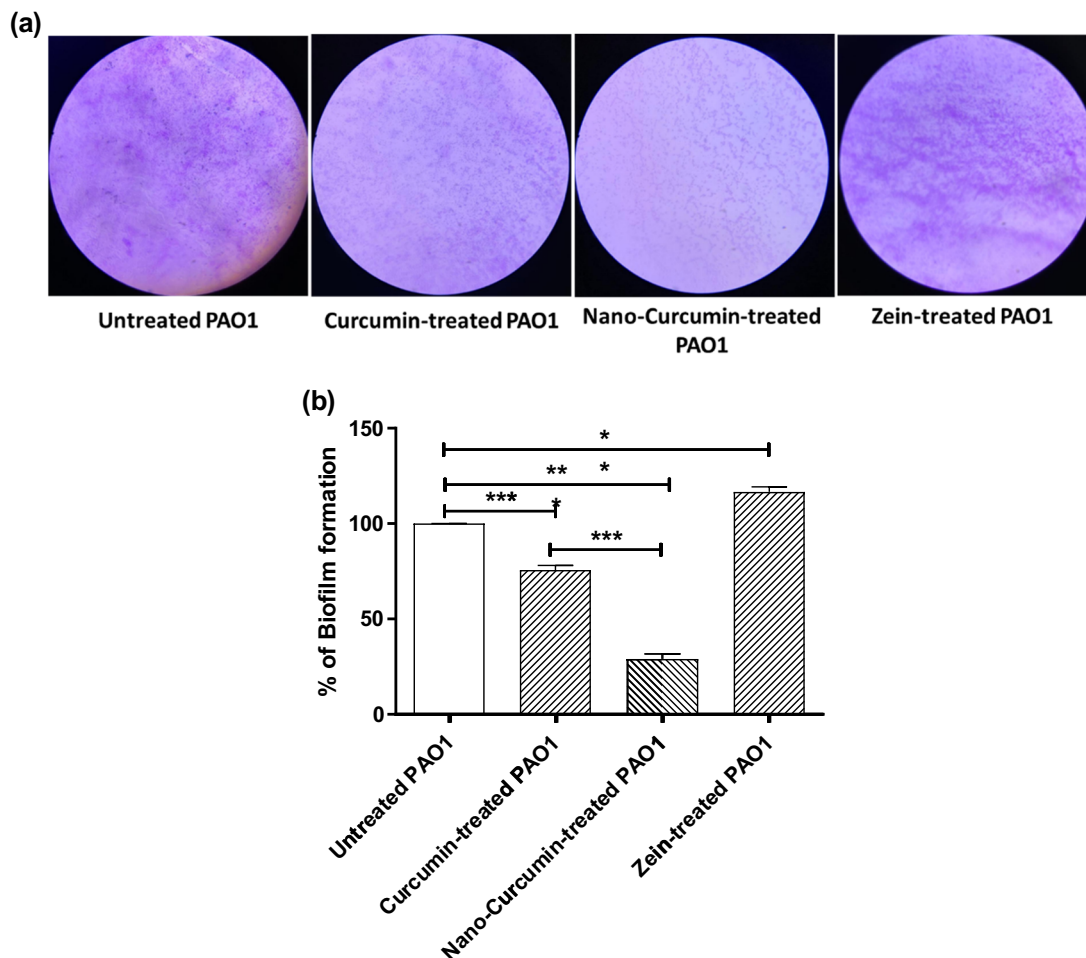 (a)
Untreated PAO1
Curcumin-treated PAO1
Nano-Curcumin-treated
PAO1
Zein-treated PAO1
(b)
% of Biofilm formation
150
100
50
0
*
** *
*** *
***
Untreated PAO1
Curcumin-treated PAO1
Nano-Curcumin-treated PAO1
Zein-treated PAO1